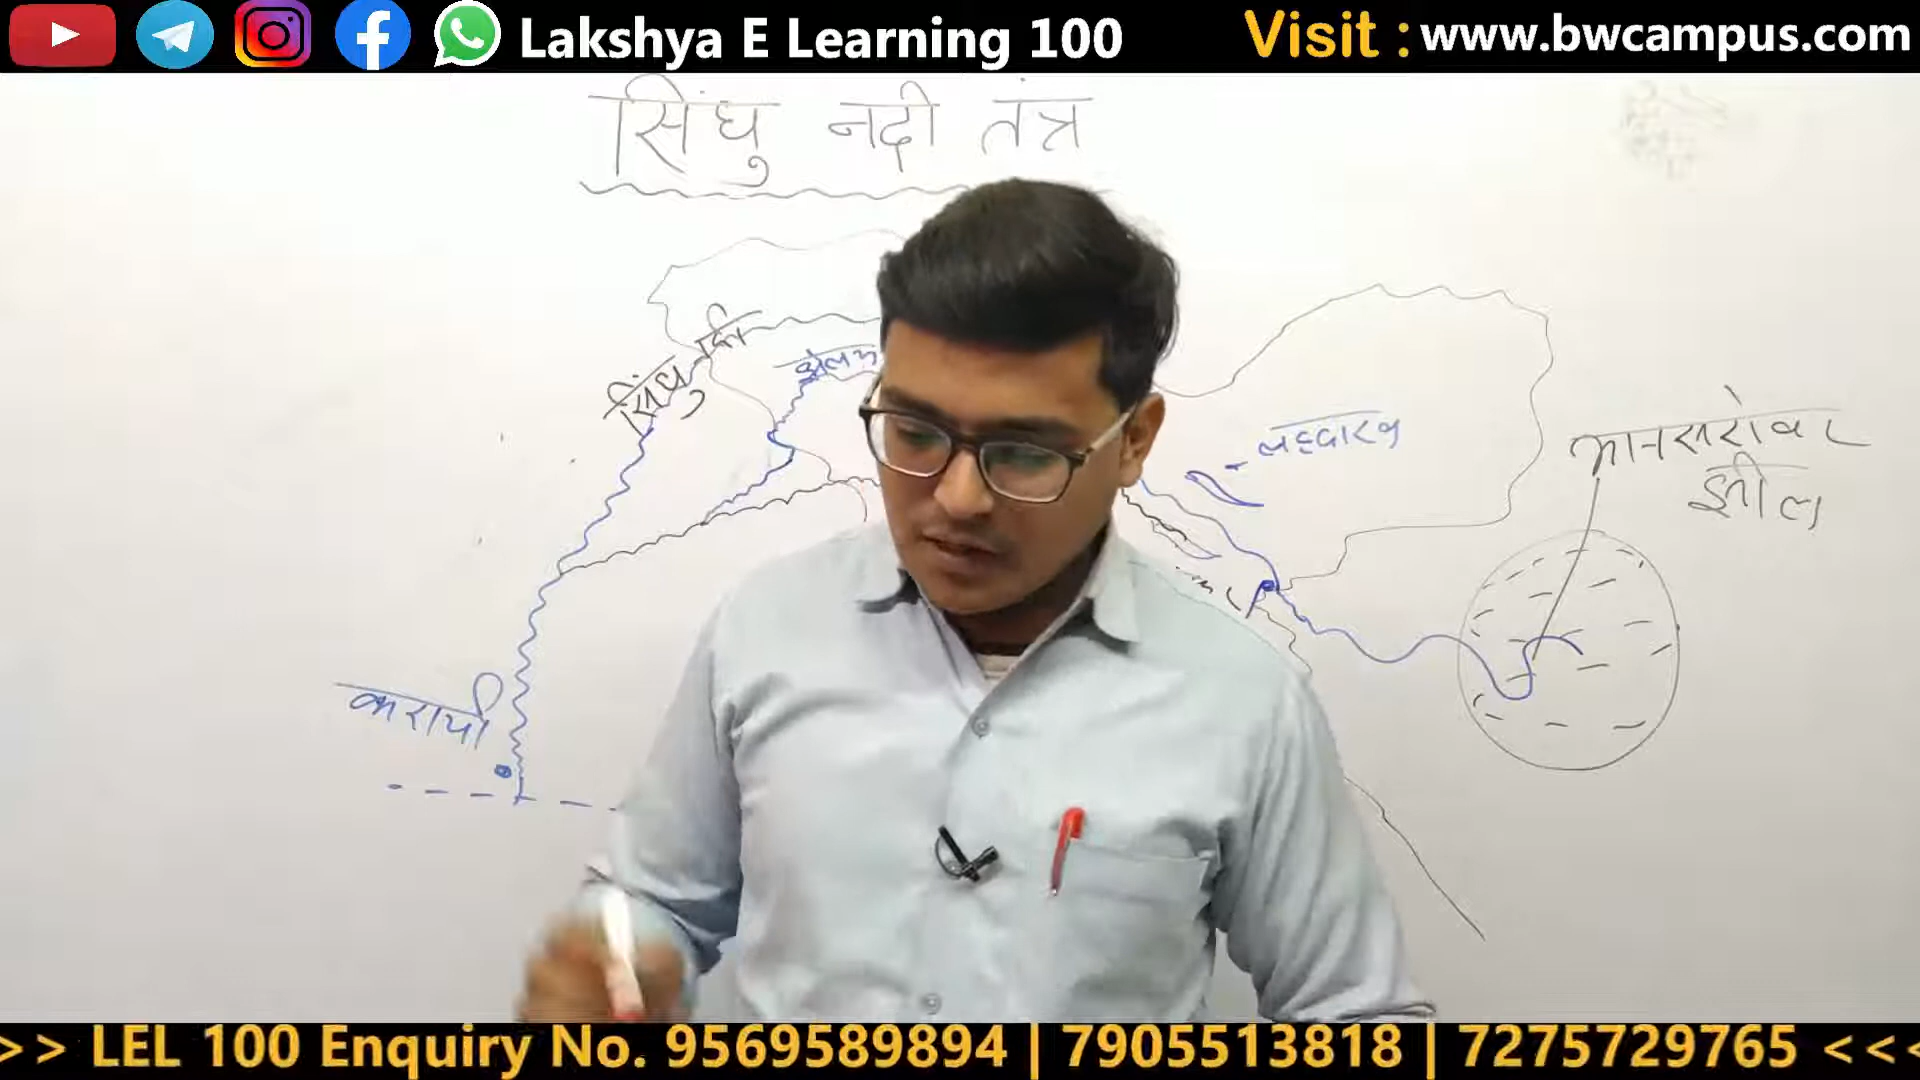 Lakshya E Learning 100 Visit : www.bwcampus.com
सिंधु नदी तंत्र
सिंधु नदी
झेलम
लद्दाख
मानसरोवर
झील
कराची
>> LEL 100 Enquiry No. 9569589894 | 7905513818 | 7275729765 <<<